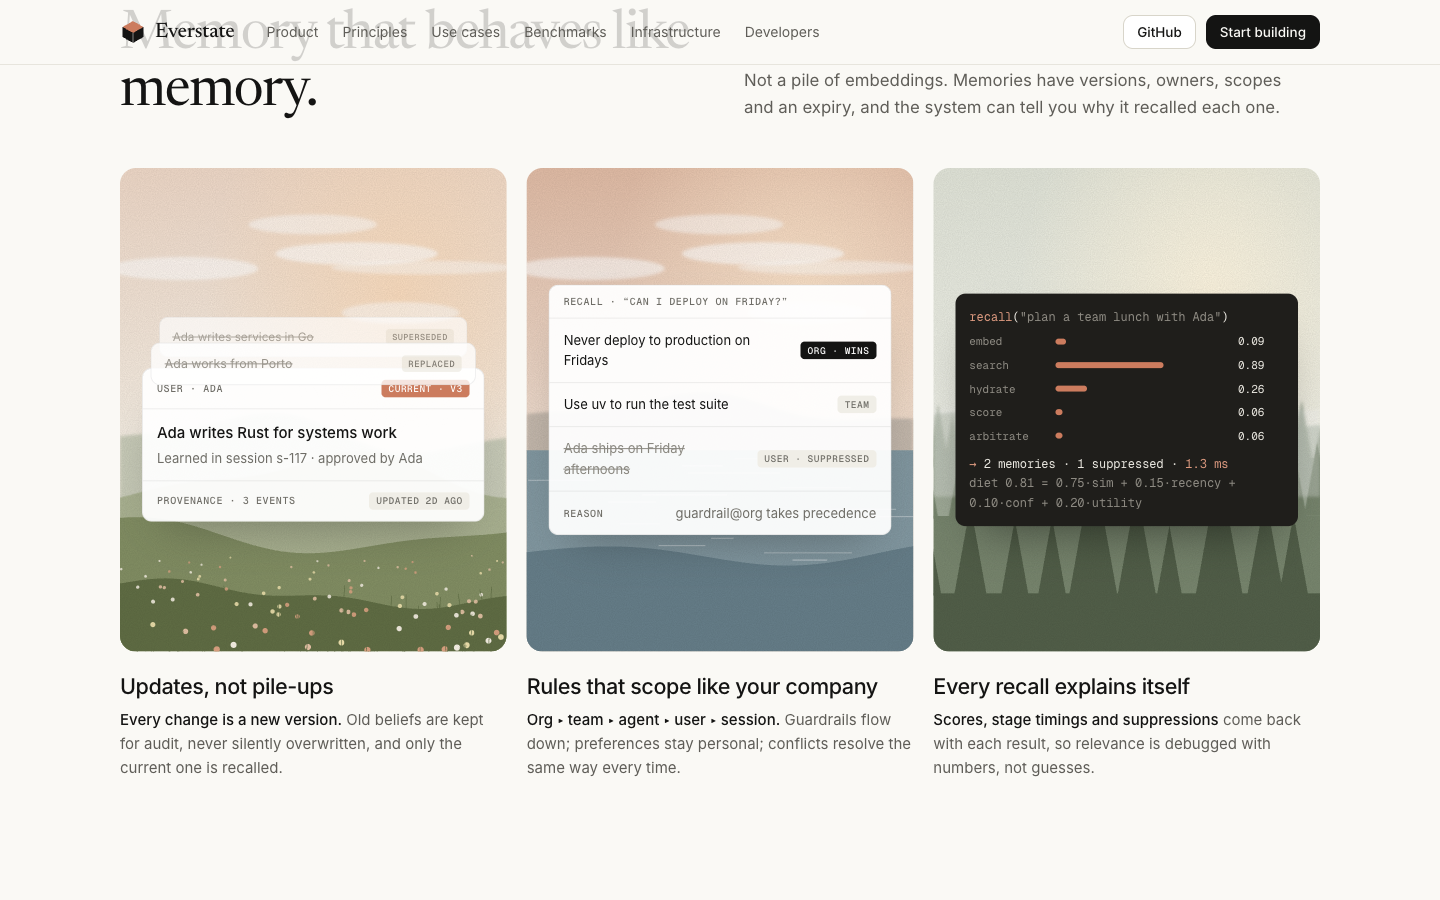 Memory that behaves like
Everstate
Product
Principles
Use cases
Benchmarks
Infrastructure
Developers
GitHub
Start building
memory.
Not a pile of embeddings. Memories have versions, owners, scopes
and an expiry, and the system can tell you why it recalled each one.
Ada writes services in Go
SUPERSEDED
Ada works from Porto
REPLACED
USER · ADA
CURRENT · V3
Ada writes Rust for systems work
Learned in session s-117 · approved by Ada
PROVENANCE · 3 EVENTS
UPDATED 2D AGO
RECALL · “CAN I DEPLOY ON FRIDAY?”
Never deploy to production on
Fridays
ORG · WINS
Use uv to run the test suite
TEAM
Ada ships on Friday
afternoons
USER · SUPPRESSED
REASON
guardrail@org takes precedence
recall("plan a team lunch with Ada")
embed 0.09
search 0.89
hydrate 0.26
score 0.06
arbitrate 0.06
→ 2 memories · 1 suppressed · 1.3 ms
diet 0.81 = 0.75·sim + 0.15·recency +
0.10·conf + 0.20·utility
Updates, not pile-ups
Every change is a new version. Old beliefs are kept
for audit, never silently overwritten, and only the
current one is recalled.
Rules that scope like your company
Org ▸ team ▸ agent ▸ user ▸ session. Guardrails flow
down; preferences stay personal; conflicts resolve the
same way every time.
Every recall explains itself
Scores, stage timings and suppressions come back
with each result, so relevance is debugged with
numbers, not guesses.